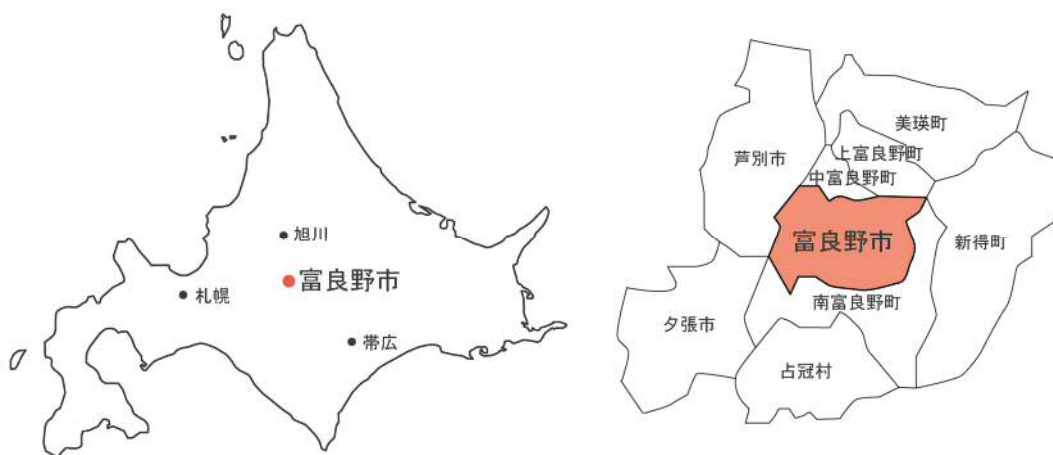 旭川
富良野市
札幌
帯広
美瑛町
芦別市
上富良野町
中富良野町
富良野市
新得町
南富良野町
夕張市
占冠村